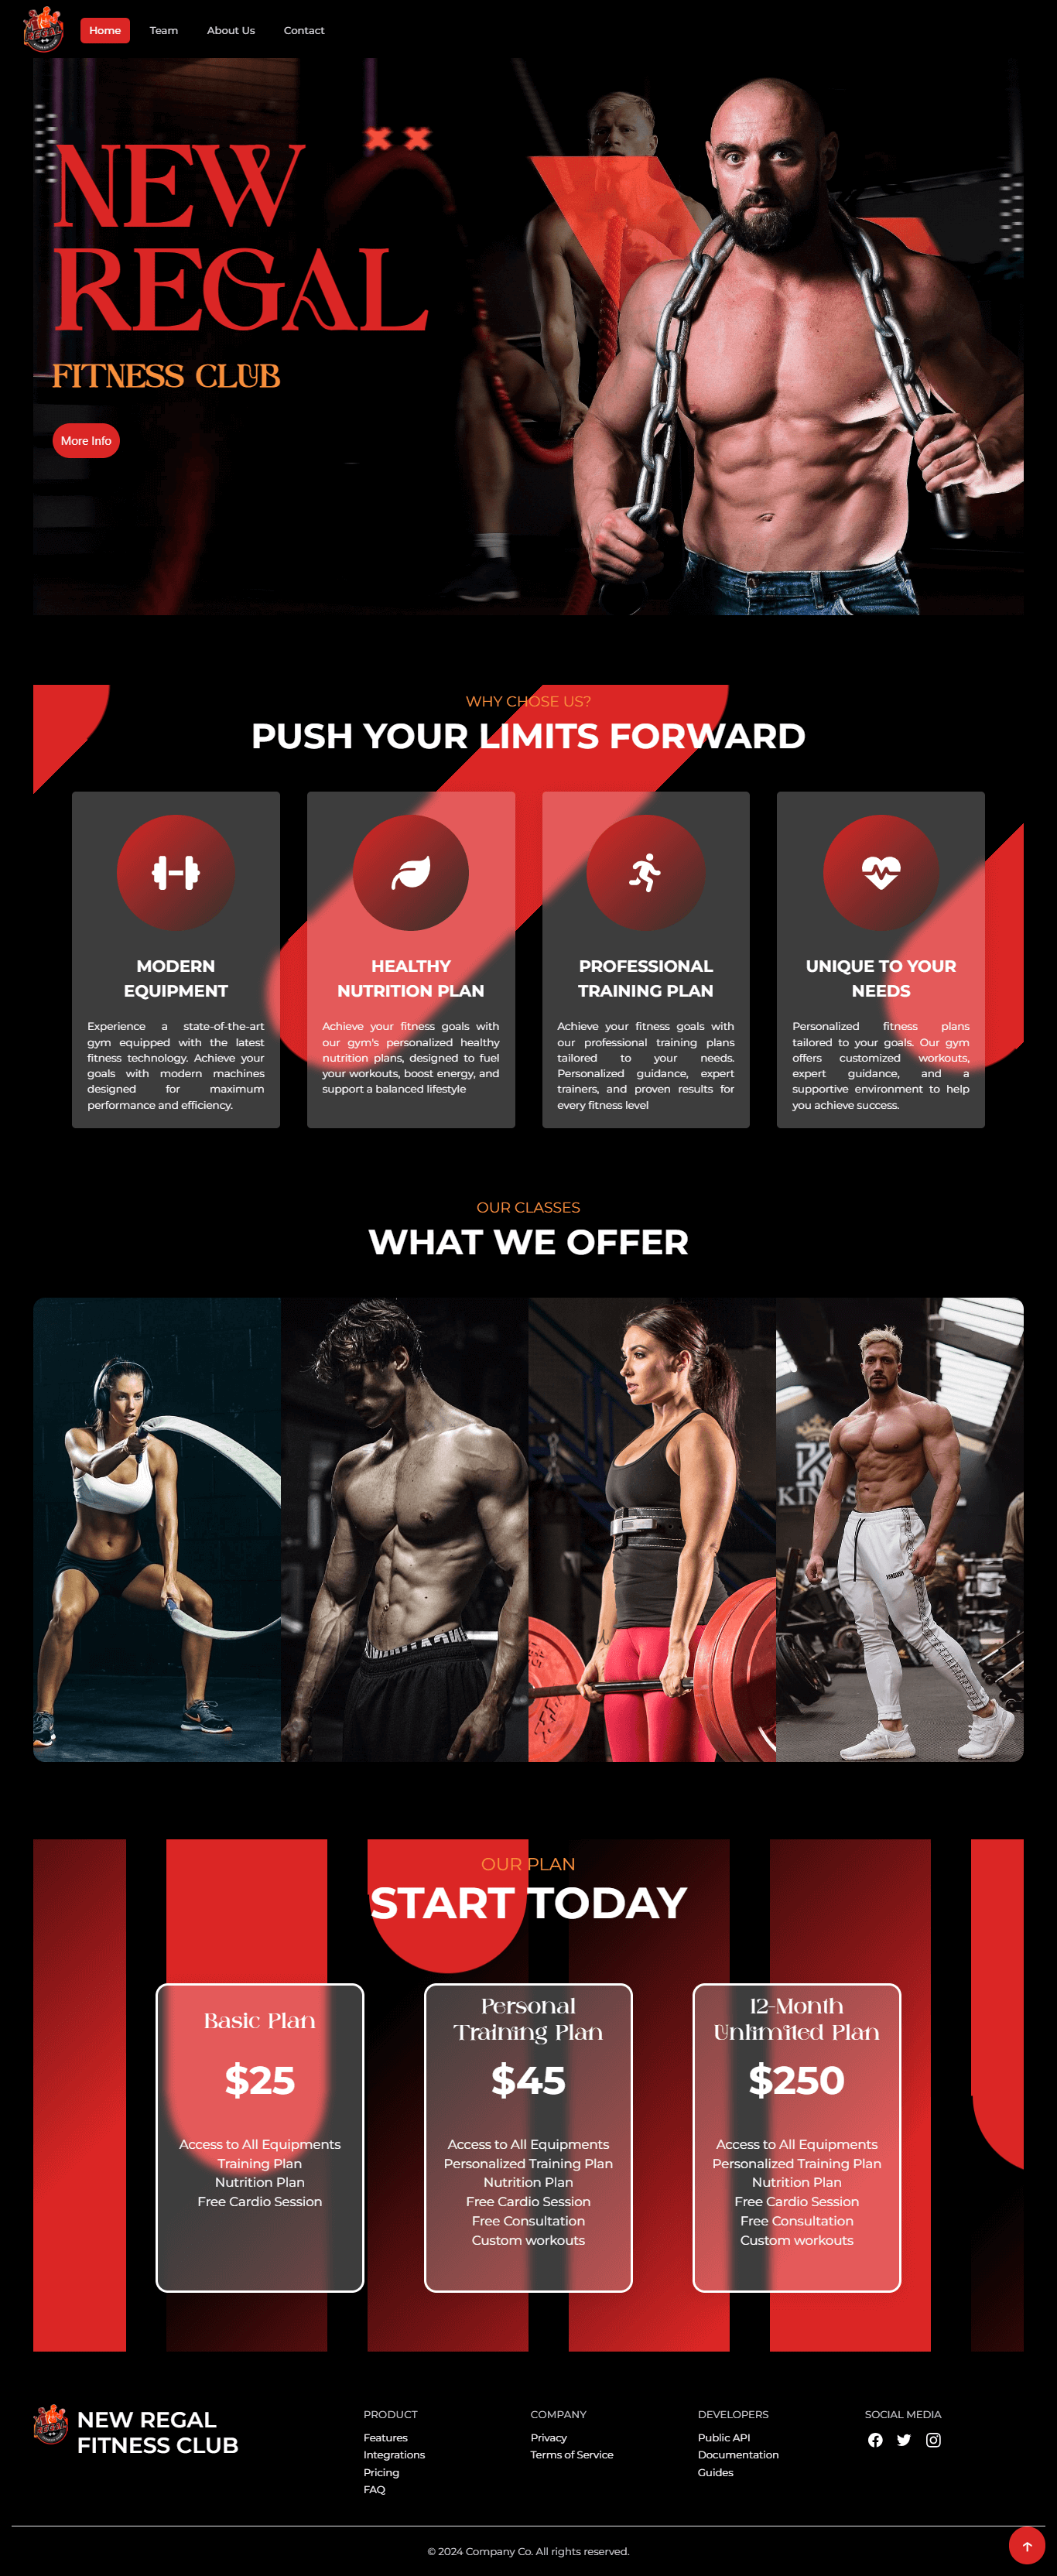 REGAL
Home
Team
About Us
Contact
NEW
REGAL
FITNESS CLUB
More Info
WHY CHOSE US?
PUSH YOUR LIMITS FORWARD
MODERN
EQUIPMENT
Experience a state-of-the-art
gym equipped with the latest
fitness technology. Achieve your
goals with modern machines
designed for maximum
performance and efficiency.
HEALTHY
NUTRITION PLAN
Achieve your fitness goals with
our gym's personalized healthy
nutrition plans, designed to fuel
your workouts, boost energy, and
support a balanced lifestyle
PROFESSIONAL
TRAINING PLAN
Achieve your fitness goals with
our professional training plans
tailored to your needs.
Personalized guidance, expert
trainers, and proven results for
every fitness level
UNIQUE TO YOUR
NEEDS
Personalized fitness plans
tailored to your goals. Our gym
offers customized workouts,
expert guidance, and a
supportive environment to help
you achieve success.
OUR CLASSES
WHAT WE OFFER
OUR PLAN
START TODAY
Basic Plan
$25
Access to All Equipments
Training Plan
Nutrition Plan
Free Cardio Session
Personal
Training Plan
$45
Access to All Equipments
Personalized Training Plan
Nutrition Plan
Free Cardio Session
Free Consultation
Custom workouts
12-Month
Unlimited Plan
$250
Access to All Equipments
Personalized Training Plan
Nutrition Plan
Free Cardio Session
Free Consultation
Custom workouts
REGAL
NEW REGAL
FITNESS CLUB
PRODUCT
Features
Integrations
Pricing
FAQ
COMPANY
Privacy
Terms of Service
DEVELOPERS
Public API
Documentation
Guides
SOCIAL MEDIA
© 2024 Company Co. All rights reserved.